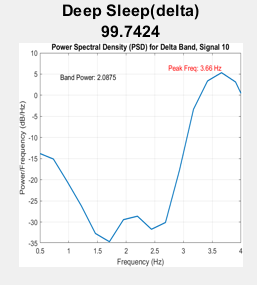 Deep Sleep(delta)
99.7424
Power Spectral Density (PSD) for Delta Band, Signal 10
Peak Freq: 3.66 Hz
Band Power: 2.0875
Power/Frequency (dB/Hz)
10
5
0
-5
-10
-15
-20
-25
-30
-35
0.5 1 1.5 2 2.5 3 3.5 4
Frequency (Hz)